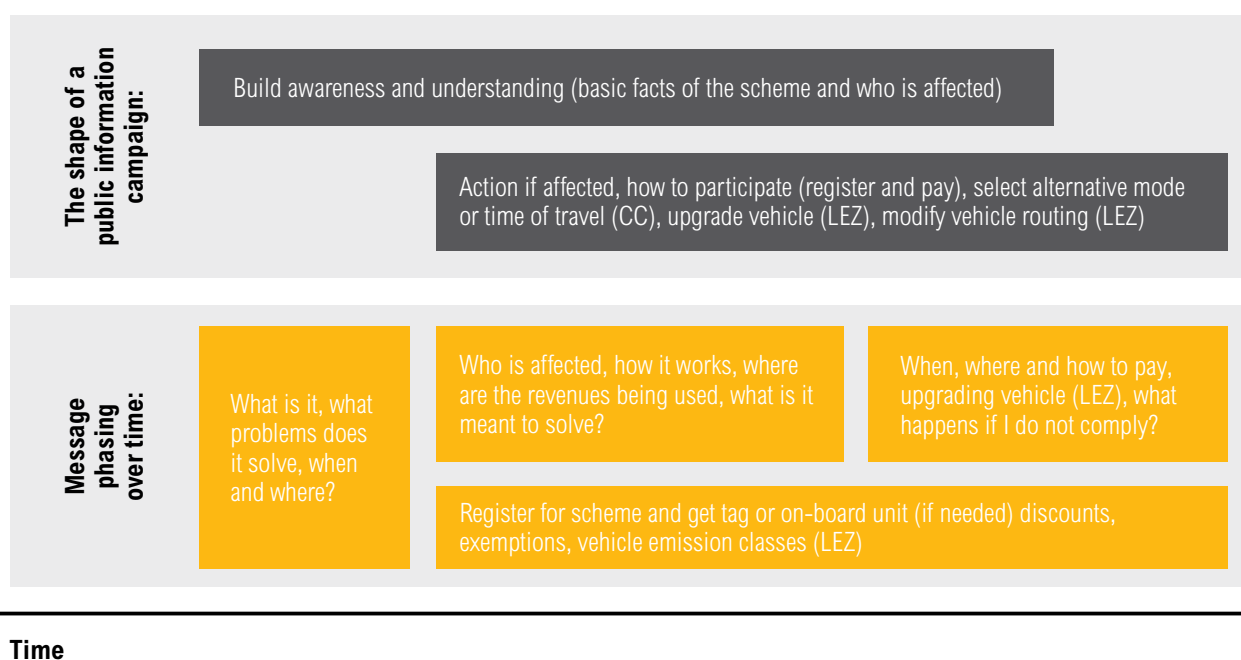 The shape of a
public information
campaign:
Build awareness and understanding (basic facts of the scheme and who is affected)
Action if affected, how to participate (register and pay), select alternative mode
or time of travel (CC), upgrade vehicle (LEZ), modify vehicle routing (LEZ)
Message
phasing
over time:
What is it, what
problems does
it solve, when
and where?
Who is affected, how it works, where
are the revenues being used, what is it
meant to solve?
When, where and how to pay,
upgrading vehicle (LEZ), what
happens if I do not comply?
Register for scheme and get tag or on-board unit (if needed) discounts,
exemptions, vehicle emission classes (LEZ)
Time